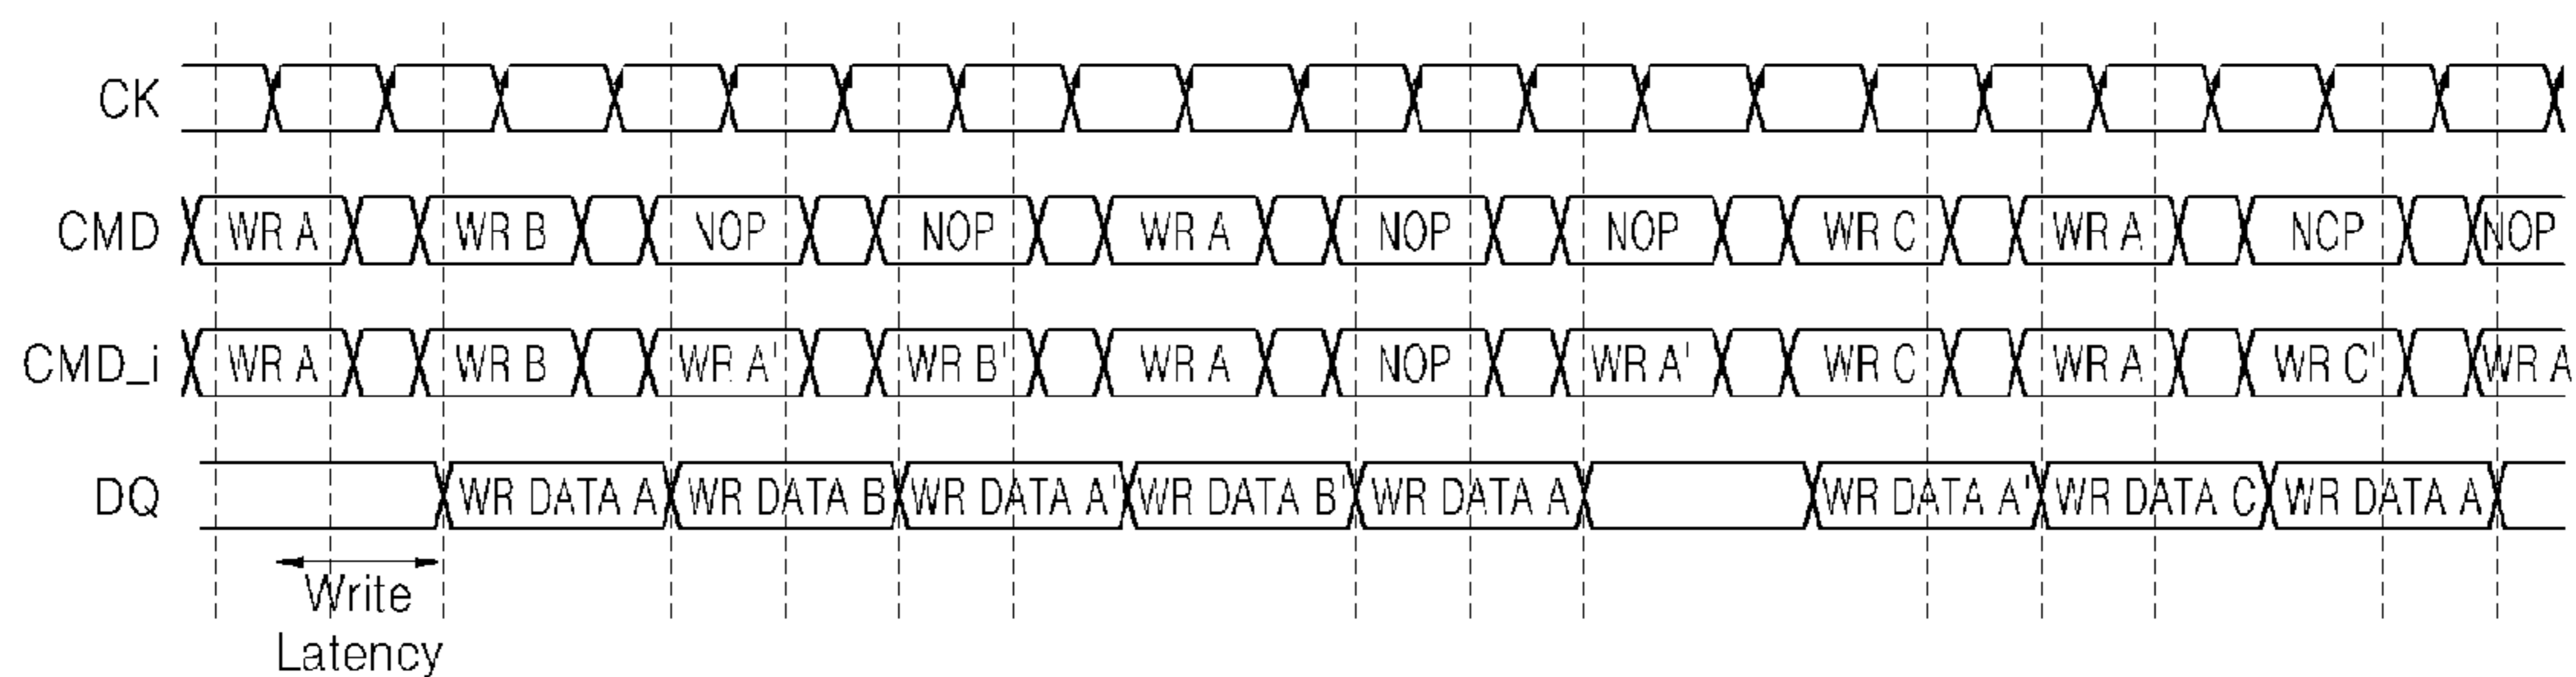 CK
CMD WR A WR B NOP NOP WR A NOP NOP WR C WR A NOP NOP
CMD_i WR A WR B WR A' WR B' WR A NOP WR A' WR C WR A WR C' WR A
DQ WR DATA A WR DATA B WR DATA A' WR DATA B' WR DATA A WR DATA A' WR DATA C WR DATA A
Write
Latency